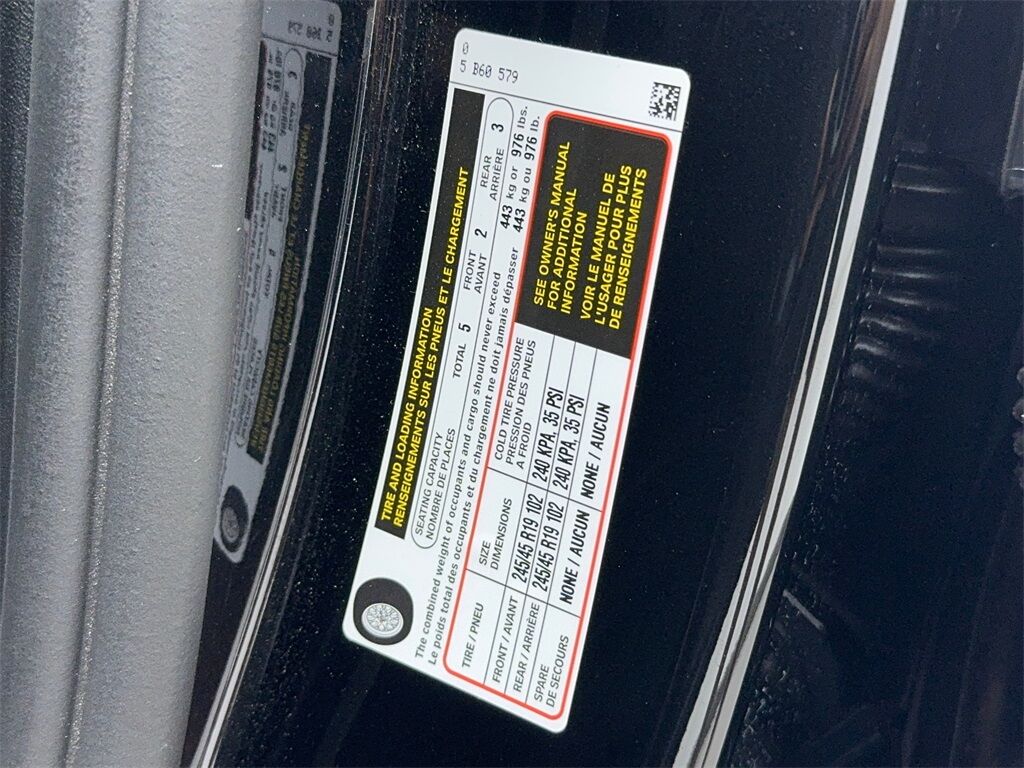 0
5 B60 579
TIRE AND LOADING INFORMATION
RENSEIGNEMENTS SUR LES PNEUS ET LE CHARGEMENT
SEATING CAPACITY
NOMBRE DE PLACES
TOTAL 5
FRONT
AVANT 2
REAR
ARRIÈRE 3
The combined weight of occupants and cargo should never exceed 443 kg or 976 lbs.
Le poids total des occupants et du chargement ne doit jamais dépasser 443 kg ou 976 lb.
TIRE / PNEU
SIZE
DIMENSIONS
COLD TIRE PRESSURE
PRESSION DES PNEUS
A FROID
FRONT / AVANT 245/45 R19 102 240 KPA, 35 PSI
REAR / ARRIÈRE 245/45 R19 102 240 KPA, 35 PSI
SPARE
DE SECOURS
NONE / AUCUN NONE / AUCUN
SEE OWNER'S MANUAL
FOR ADDITIONAL
INFORMATION
VOIR LE MANUEL DE
L'USAGER POUR PLUS
DE RENSEIGNEMENTS